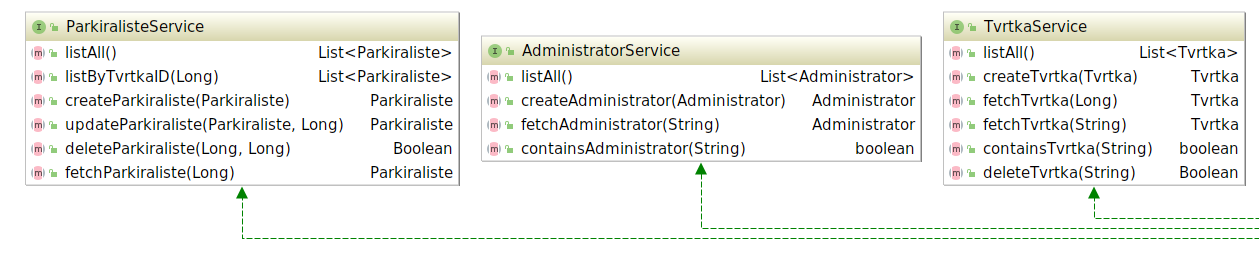 ParkiralisteService
listAll() List<Parkiraliste>
listByTvrtkaID(Long) List<Parkiraliste>
createParkiraliste(Parkiraliste) Parkiraliste
updateParkiraliste(Parkiraliste, Long) Parkiraliste
deleteParkiraliste(Long, Long) Boolean
fetchParkiraliste(Long) Parkiraliste
AdministratorService
listAll() List<Administrator>
createAdministrator(Administrator) Administrator
fetchAdministrator(String) Administrator
containsAdministrator(String) boolean
TvrtkaService
listAll() List<Tvrtka>
createTvrtka(Tvrtka) Tvrtka
fetchTvrtka(Long) Tvrtka
fetchTvrtka(String) Tvrtka
containsTvrtka(String) boolean
deleteTvrtka(String) Boolean